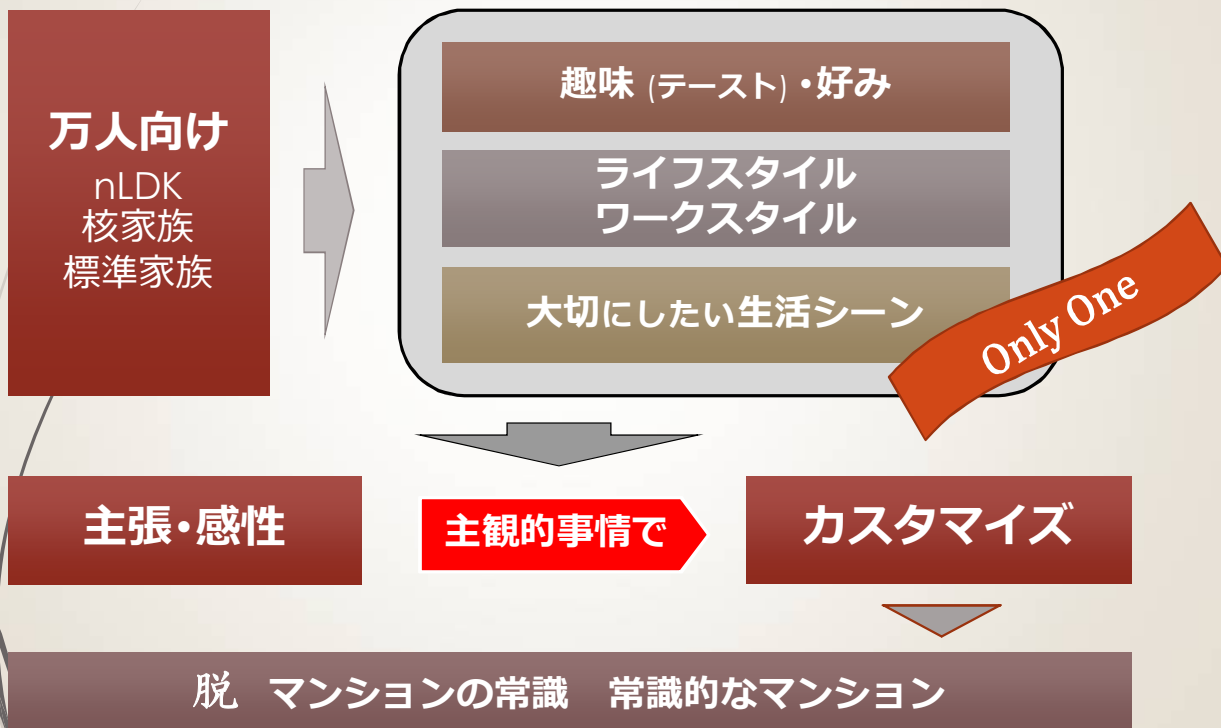 万人向け
nLDK
核家族
標準家族
趣味 (テースト)・好み
ライフスタイル
ワークスタイル
大切にしたい生活シーン
Only One
主張・感性
主観的事情で
カスタマイズ
脱 マンションの常識 常識的なマンション